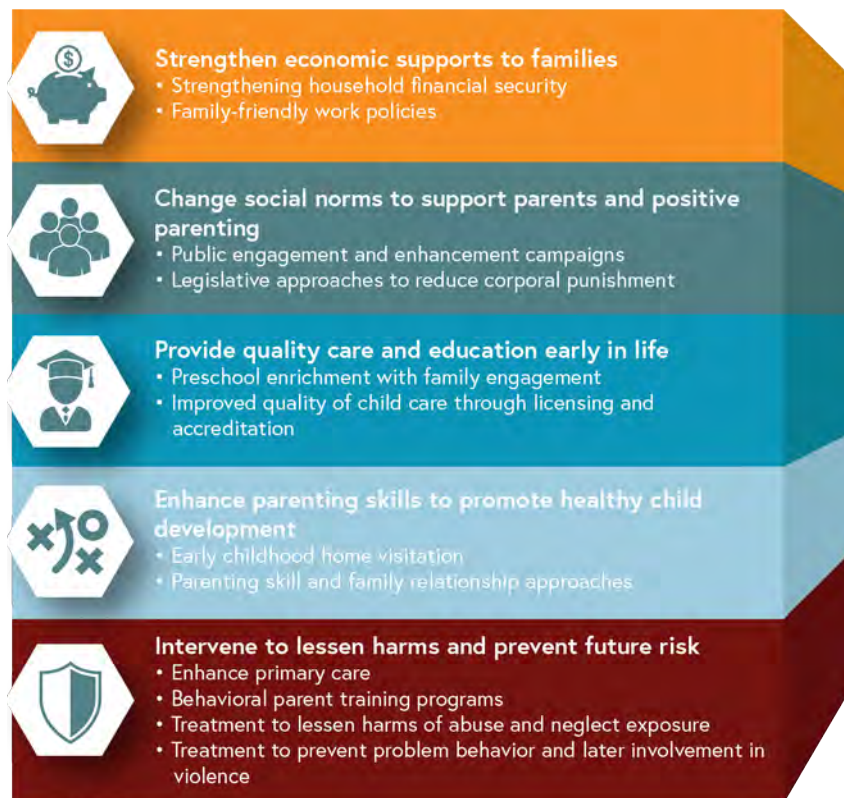 $
Strengthen economic supports to families
• Strengthening household financial security
• Family-friendly work policies
Change social norms to support parents and positive
parenting
• Public engagement and enhancement campaigns
• Legislative approaches to reduce corporal punishment
Provide quality care and education early in life
• Preschool enrichment with family engagement
• Improved quality of child care through licensing and
accreditation
Enhance parenting skills to promote healthy child
development
• Early childhood home visitation
• Parenting skill and family relationship approaches
Intervene to lessen harms and prevent future risk
• Enhance primary care
• Behavioral parent training programs
• Treatment to lessen harms of abuse and neglect exposure
• Treatment to prevent problem behavior and later involvement in
violence